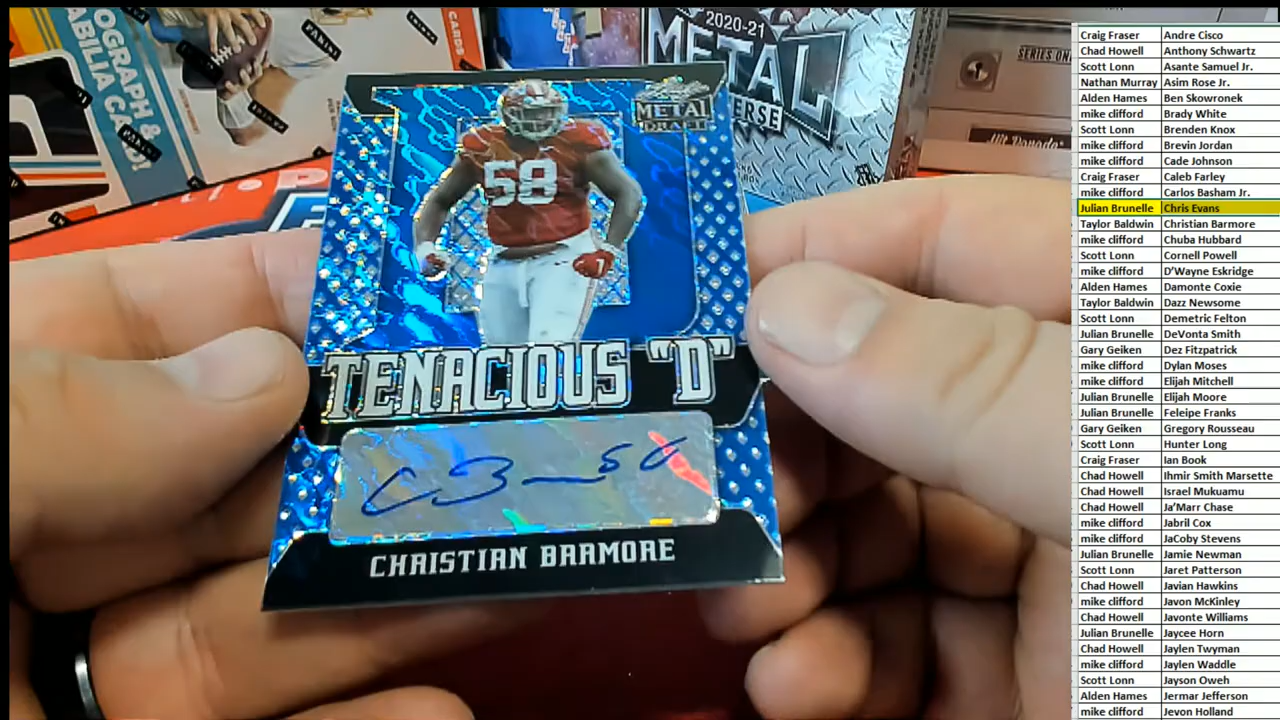 OGRAPH &
ABILIA CARD
PANINI
PANINI
PANINI
PANINI
CARDS
2020-21
METAL
VERSE
SERIES ONE
1
58
METAL
DRAFT
TENACIOUS "D"
CHRISTIAN BARMORE
Craig Fraser Andre Cisco
Chad Howell Anthony Schwartz
Scott Lonn Asante Samuel Jr.
Nathan Murray Asim Rose Jr.
Alden Hames Ben Skowronek
mike clifford Brady White
Scott Lonn Brenden Knox
mike clifford Brevin Jordan
mike clifford Cade Johnson
Craig Fraser Caleb Farley
mike clifford Carlos Basham Jr.
Julian Brunelle Chris Evans
Taylor Baldwin Christian Barmore
mike clifford Chuba Hubbard
Scott Lonn Cornell Powell
mike clifford D'Wayne Eskridge
Alden Hames Damonte Coxie
Taylor Baldwin Dazz Newsome
Scott Lonn Demetric Felton
Julian Brunelle DeVonta Smith
Gary Geiken Dez Fitzpatrick
mike clifford Dylan Moses
mike clifford Elijah Mitchell
Julian Brunelle Elijah Moore
Julian Brunelle Feleipe Franks
Gary Geiken Gregory Rousseau
Scott Lonn Hunter Long
Craig Fraser Ian Book
Chad Howell Ihmir Smith Marsette
Chad Howell Israel Mukuamu
Chad Howell Ja'Marr Chase
mike clifford Jabril Cox
mike clifford JaCoby Stevens
Julian Brunelle Jamie Newman
Scott Lonn Jaret Patterson
Chad Howell Javian Hawkins
mike clifford Javon McKinley
Chad Howell Javonte Williams
Julian Brunelle Jaycee Horn
Chad Howell Jaylen Twyman
mike clifford Jaylen Waddle
Scott Lonn Jayson Oweh
Alden Hames Jermar Jefferson
mike clifford Jevon Holland